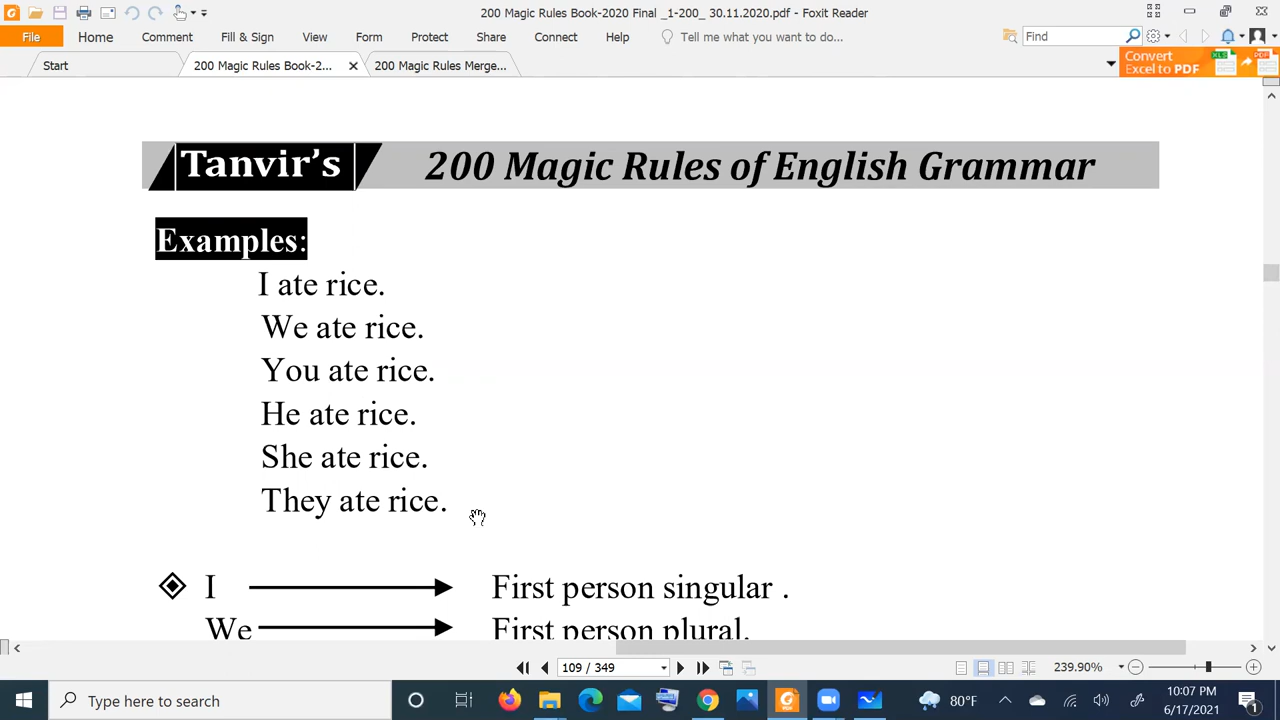 200 Magic Rules Book-2020 Final _1-200_ 30.11.2020.pdf - Foxit Reader
File Home Comment Fill & Sign View Form Protect Share Connect Help Tell me what you want to do... Find
Start 200 Magic Rules Book-2... 200 Magic Rules Merge... Convert Excel to PDF XLS PDF
Tanvir's 200 Magic Rules of English Grammar
Examples:
I ate rice.
We ate rice.
You ate rice.
He ate rice.
She ate rice.
They ate rice.
I First person singular .
We First person plural.
109 / 349 239.90%
Type here to search 80°F 10:07 PM
6/17/2021 1